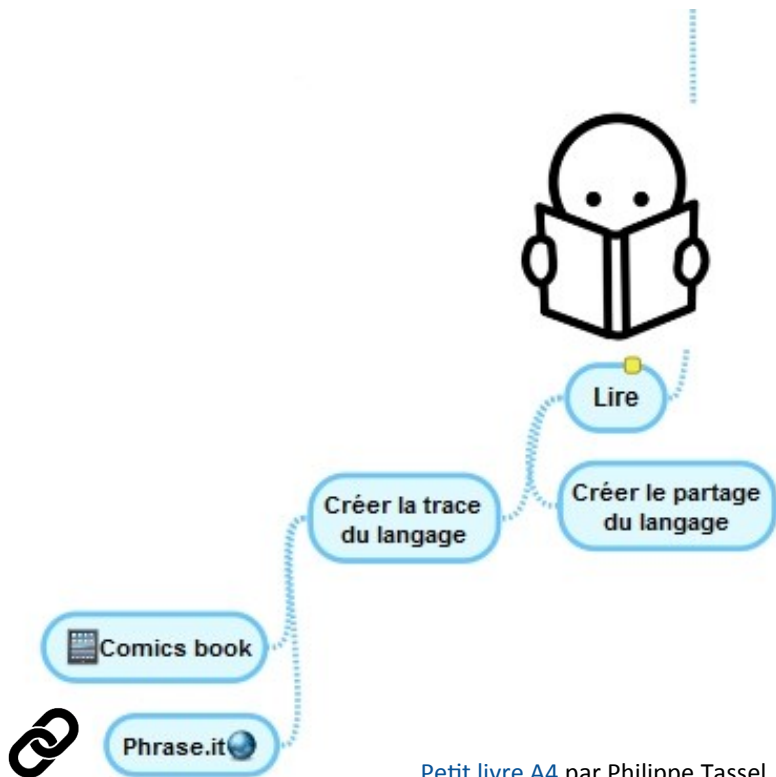 Lire
Créer la trace
du langage
Créer le partage
du langage
Comics book
Phrase.it
Petit livre A4 par Philippe Tassel